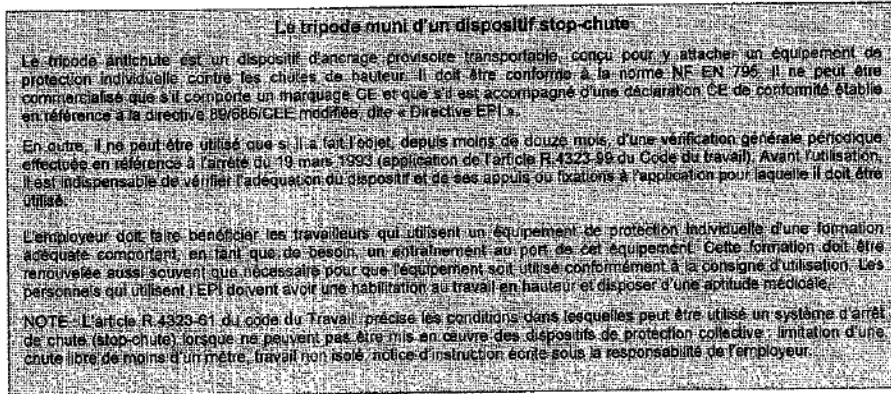 Le tripode muni d'un dispositif stop-chute
Le tripode antichute est un dispositif d'ancrage provisoire transportable, conçu pour y attacher un équipement de
protection individuelle contre les chutes de hauteur. Il doit être conforme à la norme NF EN 795. Il ne peut être
commercialisé que s'il comporte un marquage CE et que s'il est accompagné d'une déclaration CE de conformité établie
en référence à la directive 89/686/CEE modifiée, dite « Directive EPI ».
En outre, il ne peut être utilisé que si il a fait l'objet, depuis moins de douze mois, d'une vérification générale périodique
effectuée en référence à l'arrêté du 19 mars 1993 (application de l'article R.4323-99 du Code du travail). Avant l'utilisation,
il est indispensable de vérifier l'adéquation du dispositif et de ses appuis ou fixations à l'application pour laquelle il doit être
utilisé.
L'employeur doit faire bénéficier les travailleurs qui utilisent un équipement de protection individuelle d'une formation
adéquate comportant, en tant que de besoin, un entraînement au port de cet équipement. Cette formation doit être
renouvelée aussi souvent que nécessaire pour que l'équipement soit utilisé conformément à la consigne d'utilisation. Les
personnels qui utilisent l'EPI doivent avoir une habilitation au travail en hauteur et disposer d'une aptitude médicale.
NOTE - L'article R.4323-61 du code du Travail précise les conditions dans lesquelles peut être utilisé un système d'arrêt
de chute (stop-chute) lorsque ne peuvent pas être mis en œuvre des dispositifs de protection collective : limitation d'une
chute libre de moins d'un mètre, travail non isolé, notice d'instruction écrite sous la responsabilité de l'employeur.